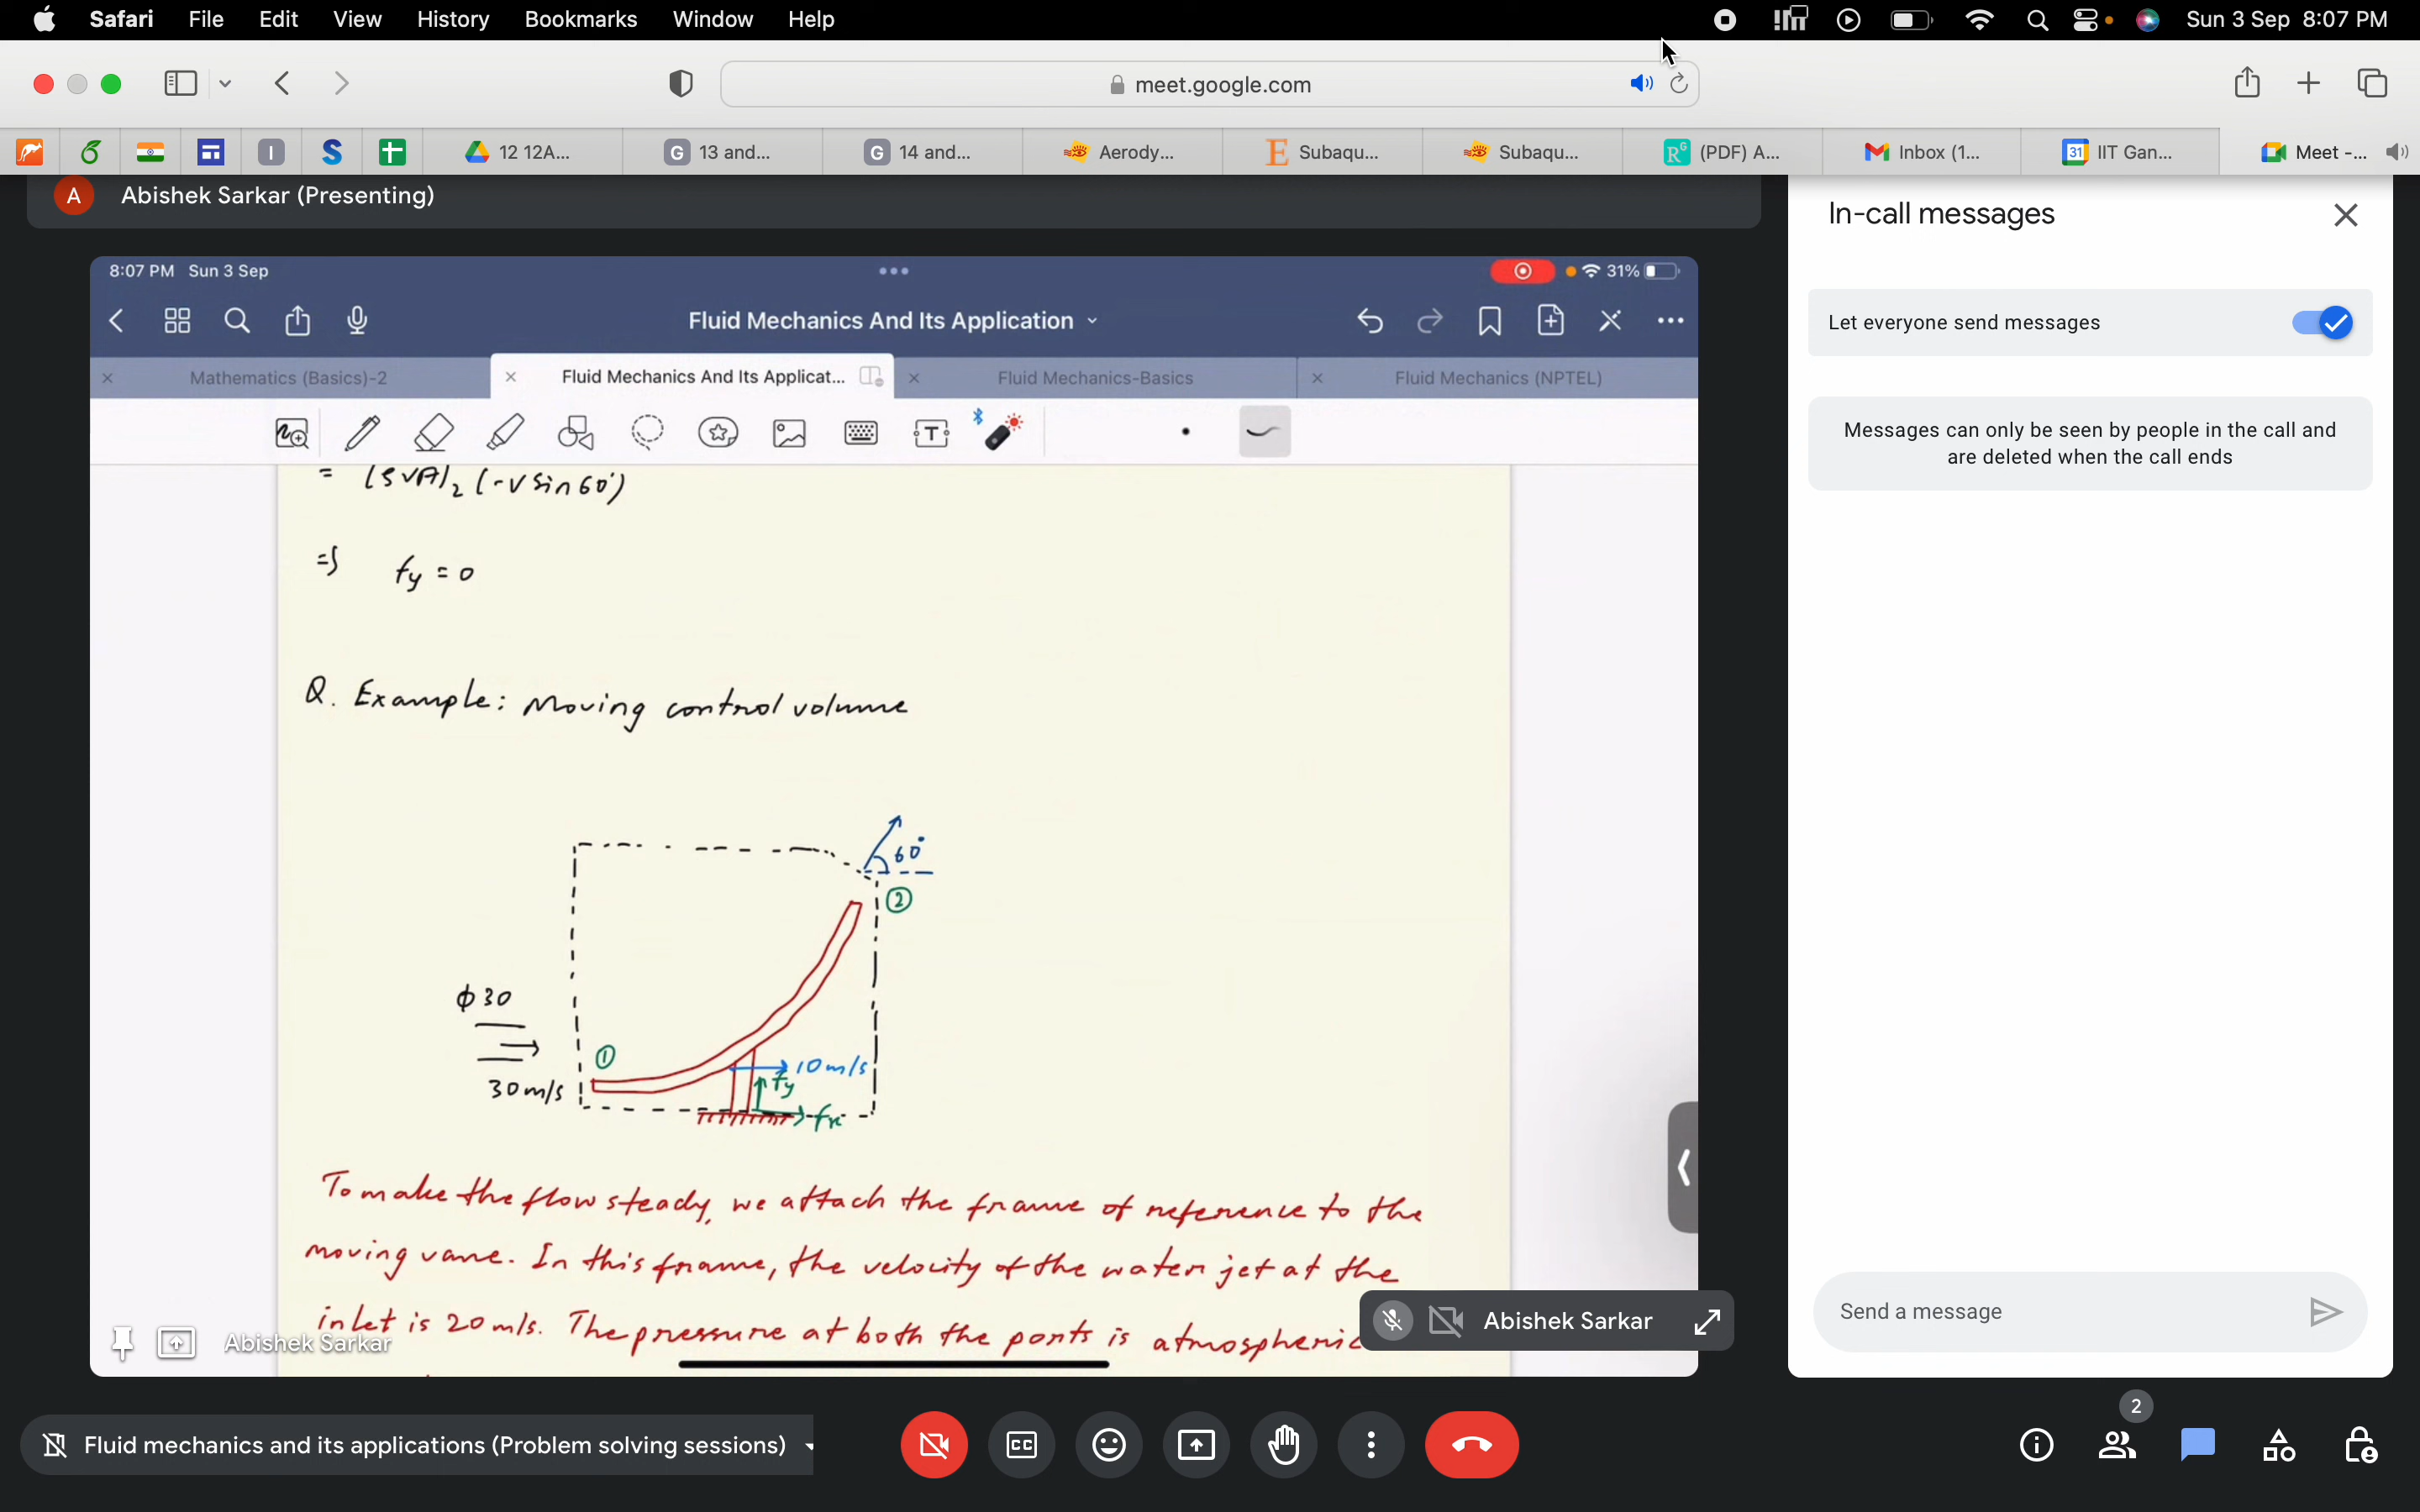 Safari File Edit View History Bookmarks Window Help Sun 3 Sep 8:07 PM
meet.google.com
12 12A... 13 and... 14 and... Aerody... Subaqu... Subaqu... (PDF) A... Inbox (1... IIT Gan... Meet -...
A Abishek Sarkar (Presenting)
8:07 PM Sun 3 Sep 31%
Fluid Mechanics And Its Application
Mathematics (Basics)-2 Fluid Mechanics And Its Applicat... Fluid Mechanics-Basics Fluid Mechanics (NPTEL)
= (ρVA)₂ (-V sin 60°)
⇒ fy = 0
Q. Example: Moving control volume
60°
②
ϕ 30
①
30 m/s
10 m/s
fy
fx
To make the flow steady, we attach the frame of reference to the
moving vane. In this frame, the velocity of the water jet at the
inlet is 20 m/s. The pressure at both the ports is atmospheric
Abishek Sarkar
Abishek Sarkar
In-call messages
Let everyone send messages
Messages can only be seen by people in the call and
are deleted when the call ends
Send a message
Fluid mechanics and its applications (Problem solving sessions)
2